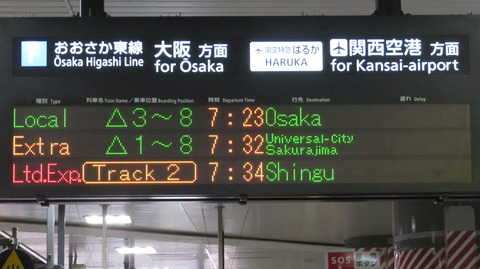 F おおさか東線 Ōsaka Higashi Line 大阪 方面 for Ōsaka 関空特急 はるか HARUKA 関西空港 方面 for Kansai-airport
種別 Type 列車名 Train Name / 乗車位置 Boarding Position 時刻 Departure Time 行先 Destination 遅れ Delay
Local △3~8 7:23 Osaka
Extra △1~8 7:32 Universal-City Sakurajima
Ltd.Exp. Track 2 7:34 Shingu
SOS
ボタン